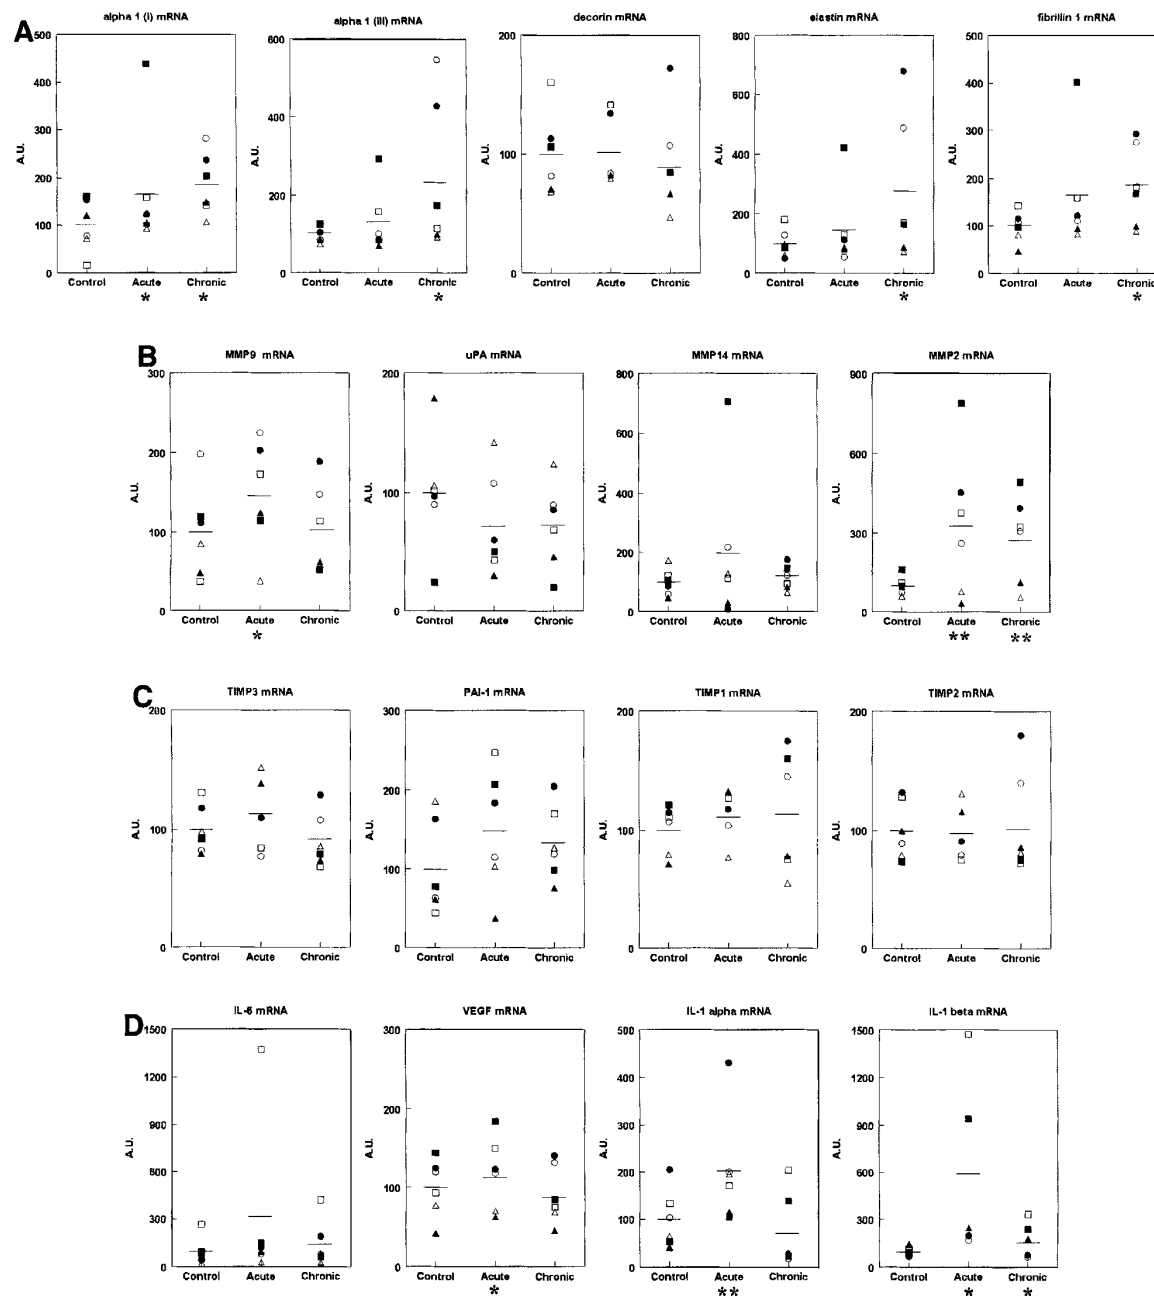 A
alpha 1 (i) mRNA
alpha 1 (III) mRNA
decorin mRNA
elastin mRNA
fibrillin 1 mRNA
A.U.
500
400
300
200
100
0
Control Acute Chronic
* *
A.U.
600
400
200
0
Control Acute Chronic
*
A.U.
200
100
0
Control Acute Chronic
A.U.
800
600
400
200
0
Control Acute Chronic
*
A.U.
500
400
300
200
100
0
Control Acute Chronic
*
B
MMP9 mRNA
uPA mRNA
MMP14 mRNA
MMP2 mRNA
A.U.
300
200
100
0
Control Acute Chronic
*
A.U.
200
100
0
Control Acute Chronic
A.U.
800
600
400
200
0
Control Acute Chronic
A.U.
800
600
300
0
Control Acute Chronic
** **
C
TIMP3 mRNA
PAI-1 mRNA
TIMP1 mRNA
TIMP2 mRNA
A.U.
200
100
0
Control Acute Chronic
A.U.
300
200
100
0
Control Acute Chronic
A.U.
200
100
0
Control Acute Chronic
A.U.
200
100
0
Control Acute Chronic
D
IL-6 mRNA
VEGF mRNA
IL-1 alpha mRNA
IL-1 beta mRNA
A.U.
1500
1200
900
600
300
0
Control Acute Chronic
A.U.
300
200
100
0
Control Acute Chronic
*
A.U.
500
400
300
200
100
0
Control Acute Chronic
**
A.U.
1500
1200
900
600
300
0
Control Acute Chronic
* *